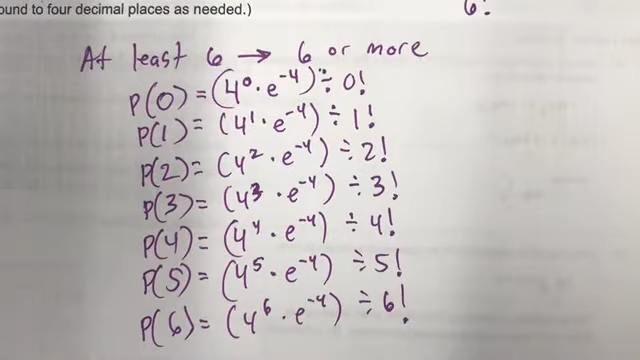 ound to four decimal places as needed.)
6!
At least 6 → 6 or more
P(0) = (4⁰ · e⁻⁴) ÷ 0!
P(1) = (4¹ · e⁻⁴) ÷ 1!
P(2) = (4² · e⁻⁴) ÷ 2!
P(3) = (4³ · e⁻⁴) ÷ 3!
P(4) = (4⁴ · e⁻⁴) ÷ 4!
P(5) = (4⁵ · e⁻⁴) ÷ 5!
P(6) = (4⁶ · e⁻⁴) ÷ 6!